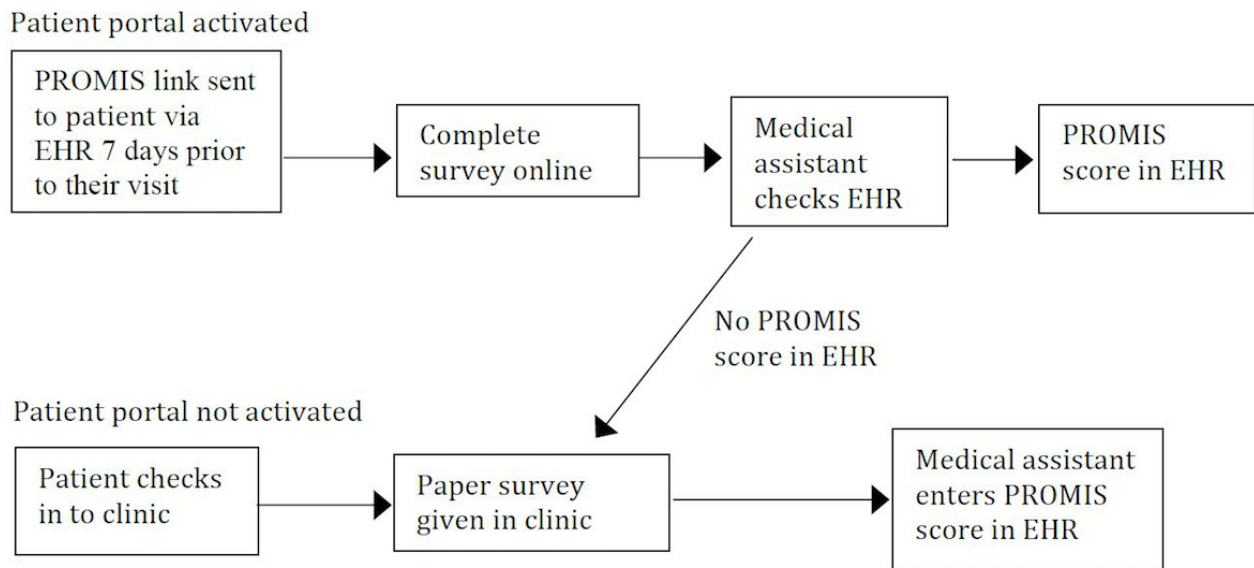 Patient portal activated
PROMIS link sent
to patient via
EHR 7 days prior
to their visit
Complete
survey online
Medical
assistant
checks EHR
PROMIS
score in EHR
No PROMIS
score in EHR
Patient portal not activated
Patient checks
in to clinic
Paper survey
given in clinic
Medical assistant
enters PROMIS
score in EHR